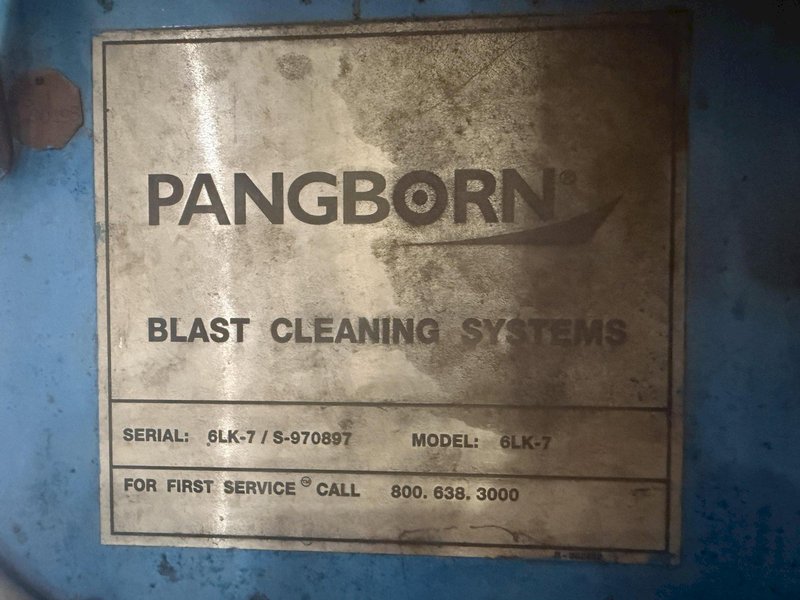 PANGBORN®
BLAST CLEANING SYSTEMS
SERIAL: 6LK-7 / S-970897 MODEL: 6LK-7
FOR FIRST SERVICE℠ CALL 800. 638. 3000